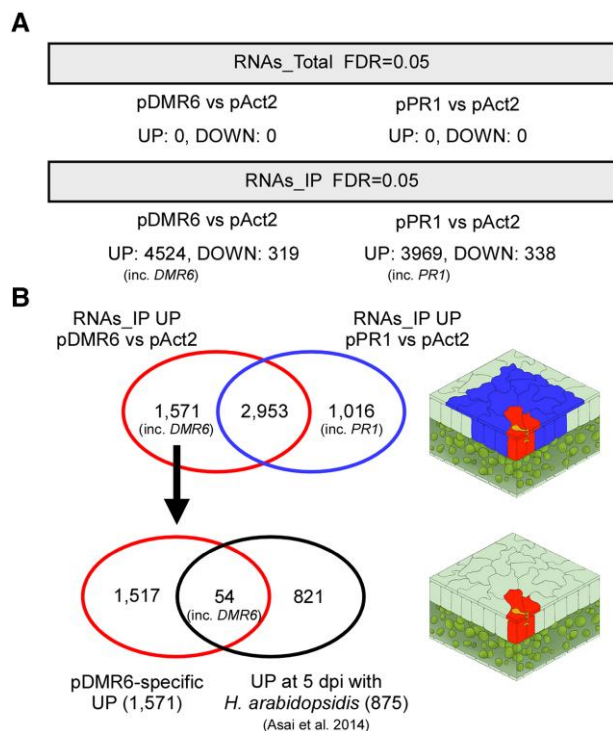 A
RNAs_Total FDR=0.05
pDMR6 vs pAct2
pPR1 vs pAct2
UP: 0, DOWN: 0
UP: 0, DOWN: 0
RNAs_IP FDR=0.05
pDMR6 vs pAct2
pPR1 vs pAct2
UP: 4524, DOWN: 319
UP: 3969, DOWN: 338
(inc. DMR6)
(inc. PR1)
B
RNAs_IP UP
pDMR6 vs pAct2
RNAs_IP UP
pPR1 vs pAct2
1,571
(inc. DMR6)
2,953
1,016
(inc. PR1)
1,517
54
(inc. DMR6)
821
pDMR6-specific
UP (1,571)
UP at 5 dpi with
H. arabidopsidis (875)
(Asai et al. 2014)